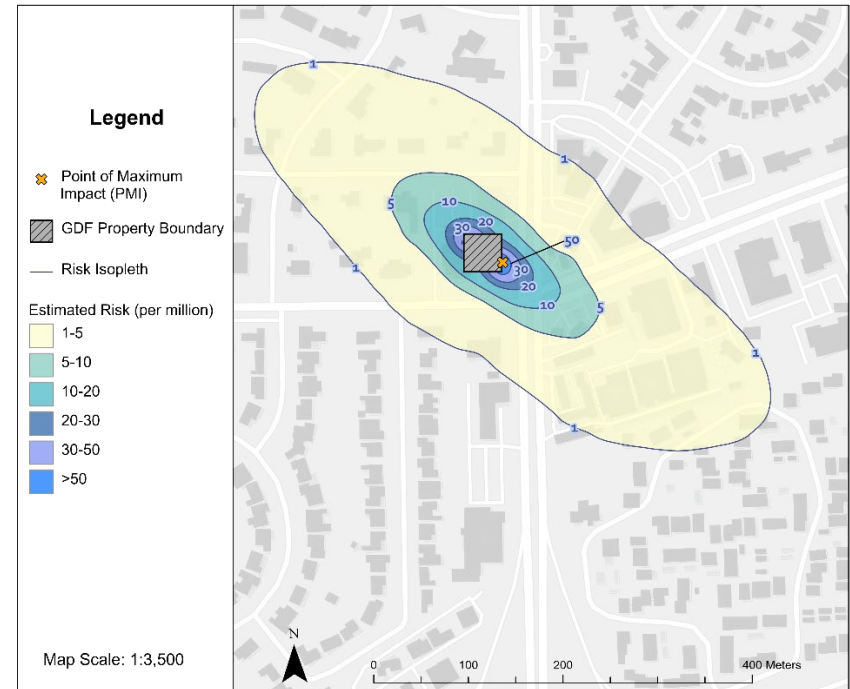 Legend
Point of Maximum
Impact (PMI)
GDF Property Boundary
Risk Isopleth
Estimated Risk (per million)
1-5
5-10
10-20
20-30
30-50
>50
Map Scale: 1:3,500
1
1
5
10
20
30
50
1
30
20
10
5
1
1
N
0
100
200
400 Meters